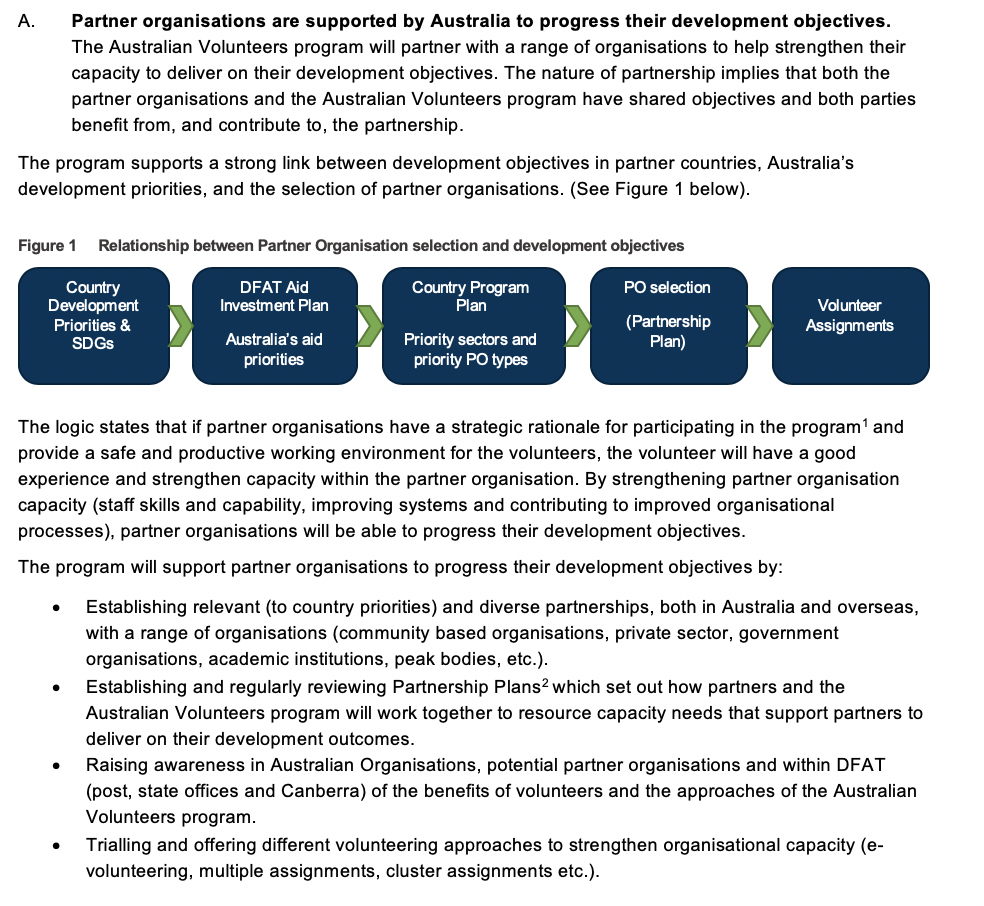 A. Partner organisations are supported by Australia to progress their development objectives.
The Australian Volunteers program will partner with a range of organisations to help strengthen their
capacity to deliver on their development objectives. The nature of partnership implies that both the
partner organisations and the Australian Volunteers program have shared objectives and both parties
benefit from, and contribute to, the partnership.
The program supports a strong link between development objectives in partner countries, Australia's
development priorities, and the selection of partner organisations. (See Figure 1 below).
Figure 1 Relationship between Partner Organisation selection and development objectives
Country
Development
Priorities &
SDGs
DFAT Aid
Investment Plan
Australia's aid
priorities
Country Program
Plan
Priority sectors and
priority PO types
PO selection
(Partnership
Plan)
Volunteer
Assignments
The logic states that if partner organisations have a strategic rationale for participating in the program¹ and
provide a safe and productive working environment for the volunteers, the volunteer will have a good
experience and strengthen capacity within the partner organisation. By strengthening partner organisation
capacity (staff skills and capability, improving systems and contributing to improved organisational
processes), partner organisations will be able to progress their development objectives.
The program will support partner organisations to progress their development objectives by:
• Establishing relevant (to country priorities) and diverse partnerships, both in Australia and overseas,
with a range of organisations (community based organisations, private sector, government
organisations, academic institutions, peak bodies, etc.).
• Establishing and regularly reviewing Partnership Plans² which set out how partners and the
Australian Volunteers program will work together to resource capacity needs that support partners to
deliver on their development outcomes.
• Raising awareness in Australian Organisations, potential partner organisations and within DFAT
(post, state offices and Canberra) of the benefits of volunteers and the approaches of the Australian
Volunteers program.
• Trialling and offering different volunteering approaches to strengthen organisational capacity (e-
volunteering, multiple assignments, cluster assignments etc.).